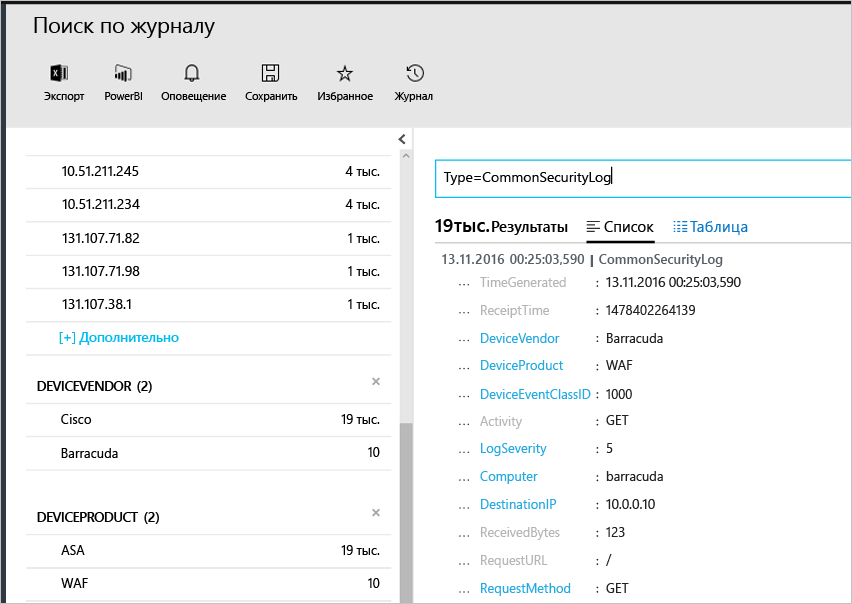 Поиск по журналу
Экспорт PowerBI Оповещение Сохранить Избранное Журнал
10.51.211.245 4 тыс.
10.51.211.234 4 тыс.
131.107.71.82 1 тыс.
131.107.71.98 1 тыс.
131.107.38.1 1 тыс.
[+] Дополнительно
DEVICEVENDOR (2)
Cisco 19 тыс.
Barracuda 10
DEVICEPRODUCT (2)
ASA 19 тыс.
WAF 10
Type=CommonSecurityLog
19тыс.Результаты Список Таблица
13.11.2016 00:25:03,590 | CommonSecurityLog
... TimeGenerated : 13.11.2016 00:25:03,590
... ReceiptTime : 1478402264139
... DeviceVendor : Barracuda
... DeviceProduct : WAF
... DeviceEventClassID : 1000
... Activity : GET
... LogSeverity : 5
... Computer : barracuda
... DestinationIP : 10.0.0.10
... ReceivedBytes : 123
... RequestURL : /
... RequestMethod : GET